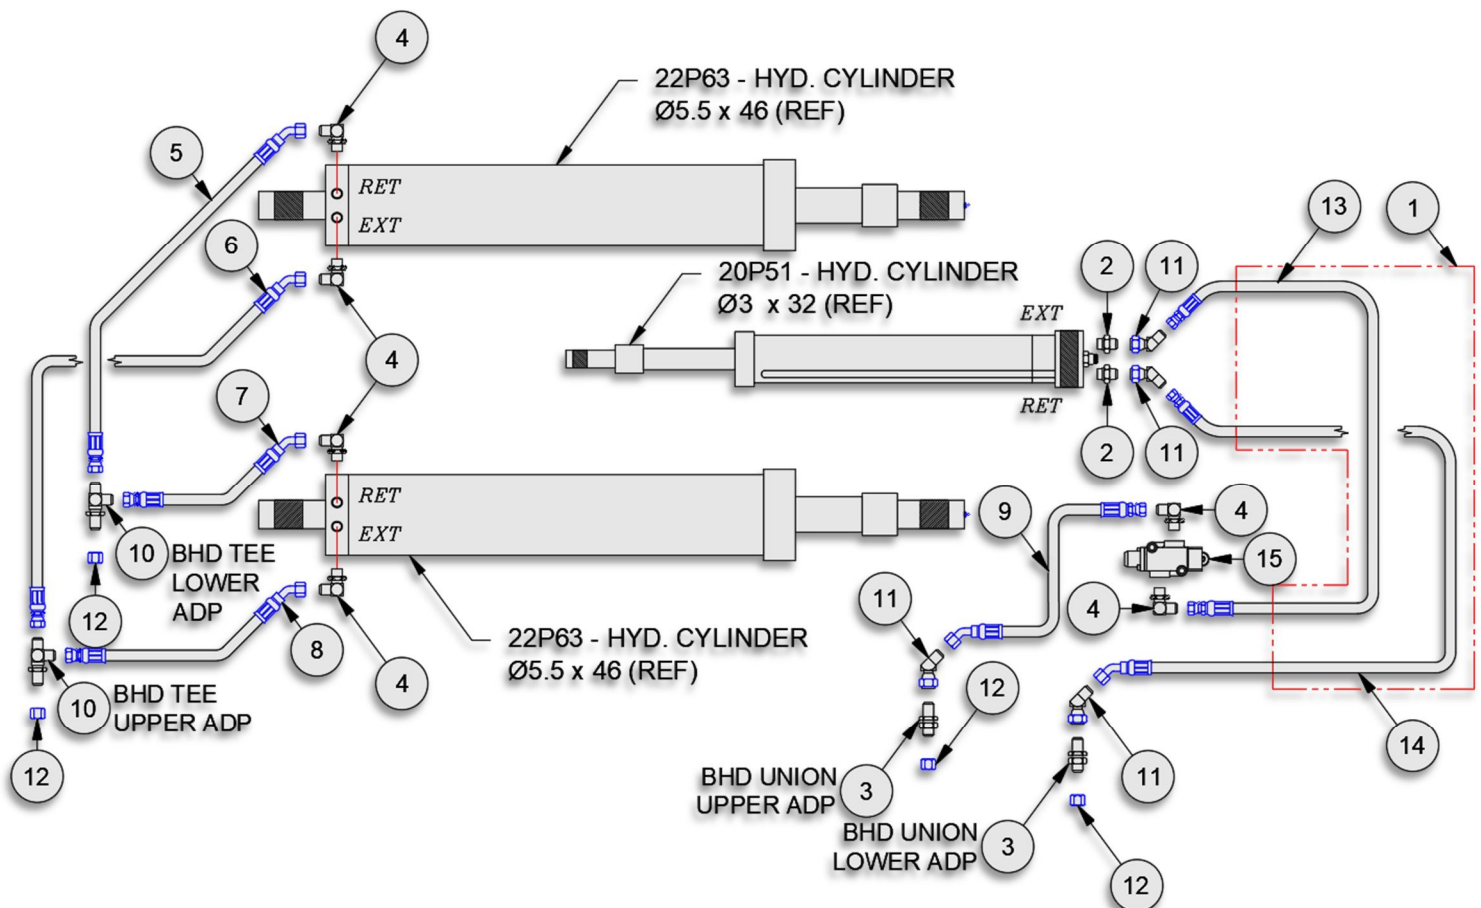 4
22P63 - HYD. CYLINDER
Ø5.5 x 46 (REF)
5
RET
EXT
13
1
6
2
11
20P51 - HYD. CYLINDER
Ø3 x 32 (REF)
EXT
4
7
RET
2
11
RET
EXT
9
4
10
BHD TEE
LOWER
ADP
15
12
11
4
8
22P63 - HYD. CYLINDER
Ø5.5 x 46 (REF)
4
12
10
BHD TEE
UPPER ADP
12
14
11
BHD UNION
UPPER ADP
3
BHD UNION
LOWER ADP
3
12